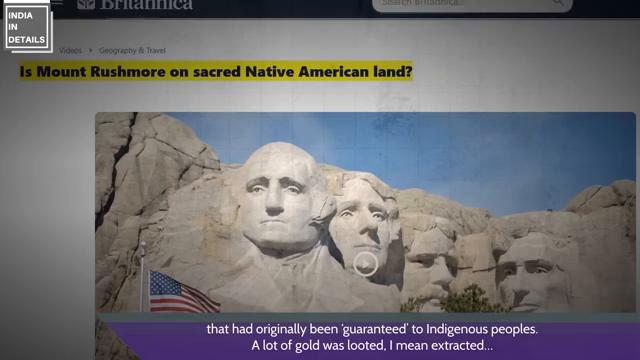 INDIA
IN
DETAILS
Britannica
Search Britannica...
Videos > Geography & Travel
Is Mount Rushmore on sacred Native American land?
that had originally been 'guaranteed' to Indigenous peoples.
A lot of gold was looted, I mean extracted...